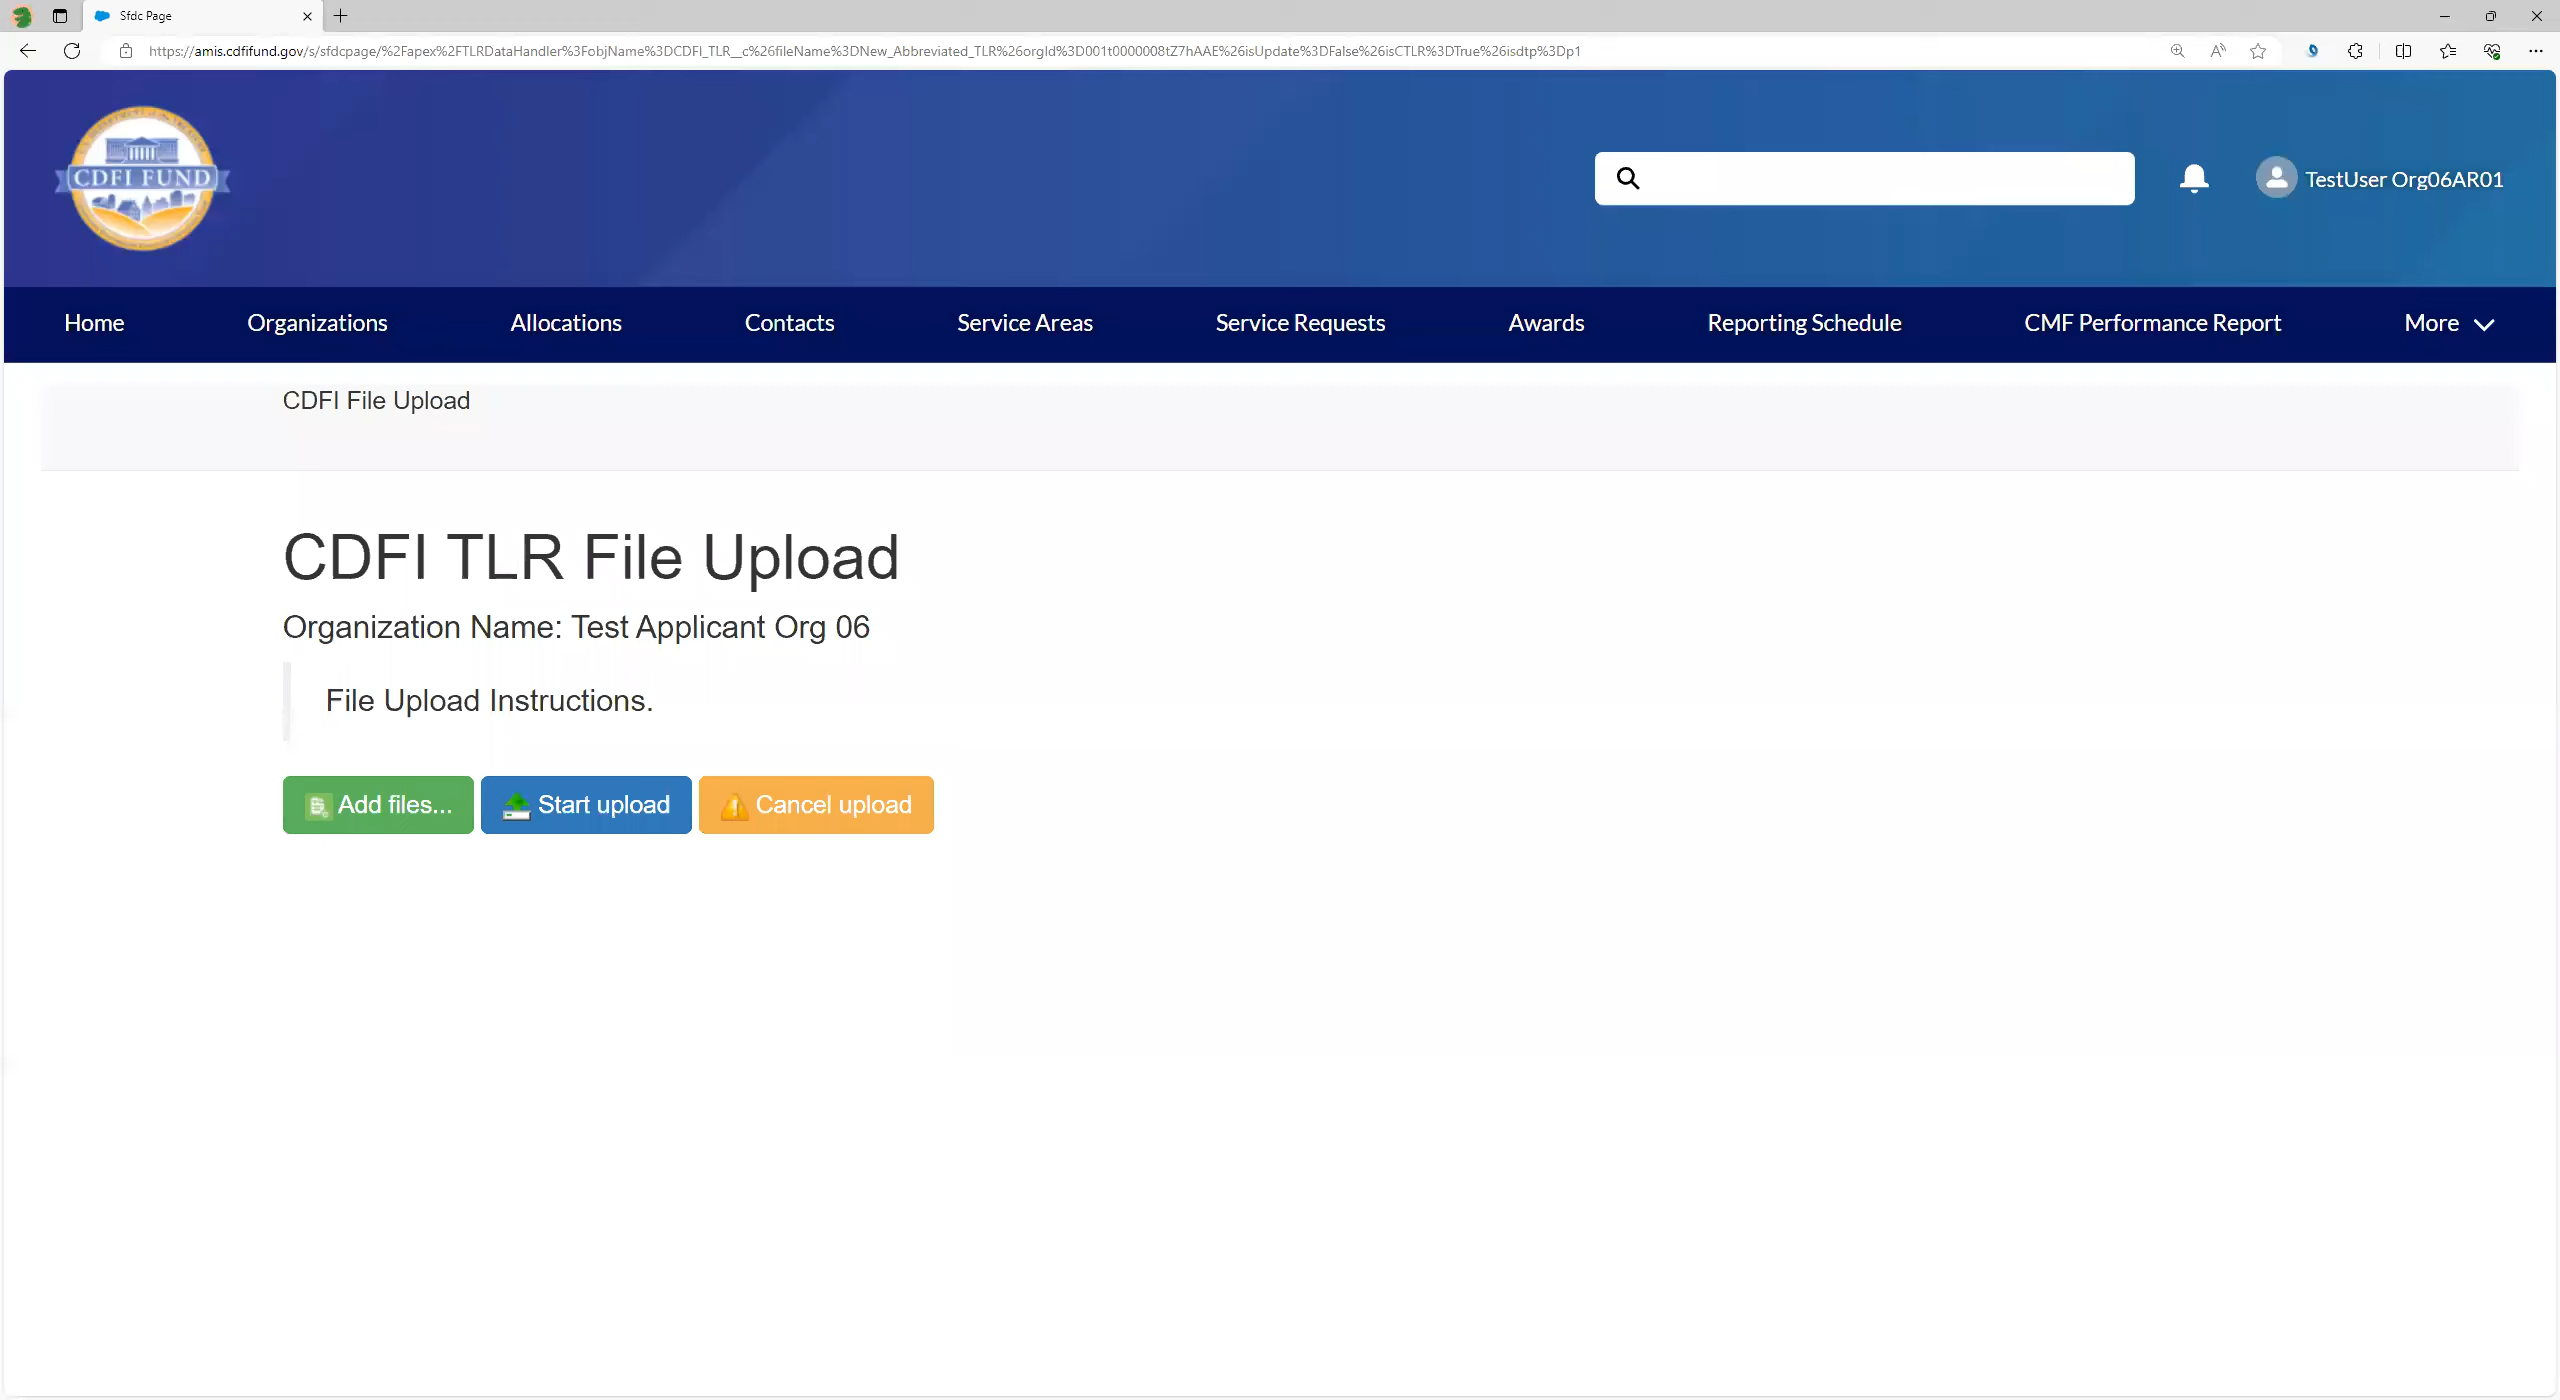 Sfdc Page
https://amis.cdfifund.gov/s/sfdcpage/%2Fapex%2FTLRDataHandler%3FobjName%3DCDFI_TLR__c%26fileName%3DNew_Abbreviated_TLR%26orgId%3D001t0000008tZ7hAAE%26isUpdate%3DFalse%26isCTLR%3DTrue%26isdtp%3Dp1
CDFI FUND
TestUser Org06AR01
Home Organizations Allocations Contacts Service Areas Service Requests Awards Reporting Schedule CMF Performance Report More
CDFI File Upload
CDFI TLR File Upload
Organization Name: Test Applicant Org 06
File Upload Instructions.
Add files... Start upload Cancel upload